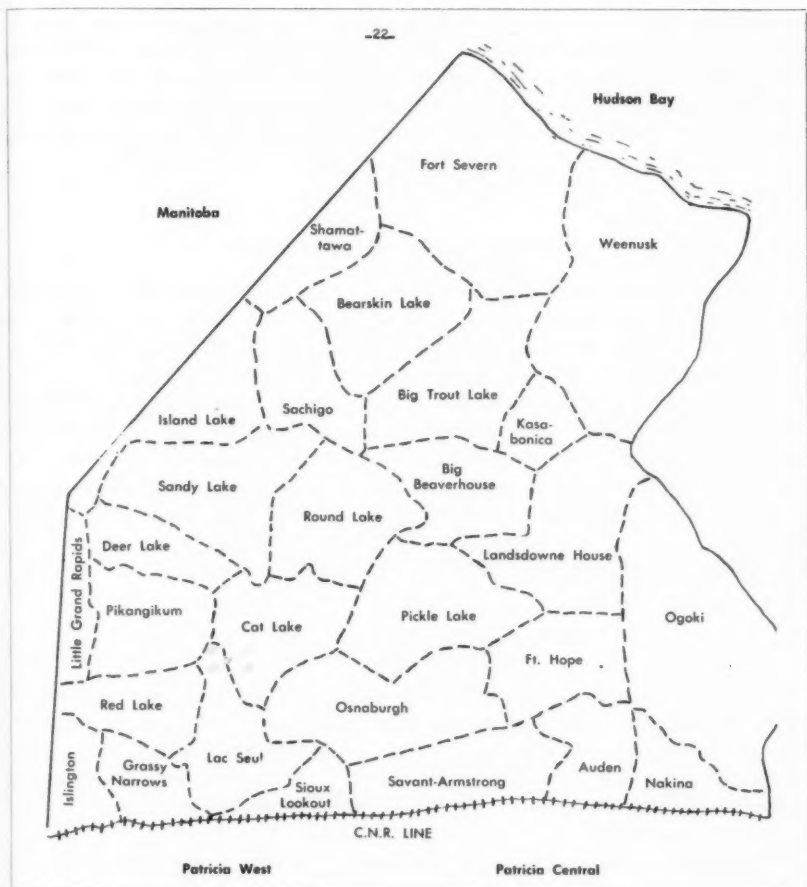 -22-
Hudson Bay
Fort Severn
Manitoba
Shamat-
tawa
Weenusk
Bearskin Lake
Island Lake
Sachigo
Big Trout Lake
Kasa-
bonica
Sandy Lake
Big
Beaverhouse
Round Lake
Deer Lake
Landsdowne House
Little Grand Rapids
Pikangikum
Cat Lake
Pickle Lake
Ogoki
Ft. Hope
Red Lake
Osnaburgh
Islington
Grassy
Narrows
Lac Seul
Sioux
Lookout
Savant-Armstrong
Auden
Nakina
C.N.R. LINE
Patricia West
Patricia Central